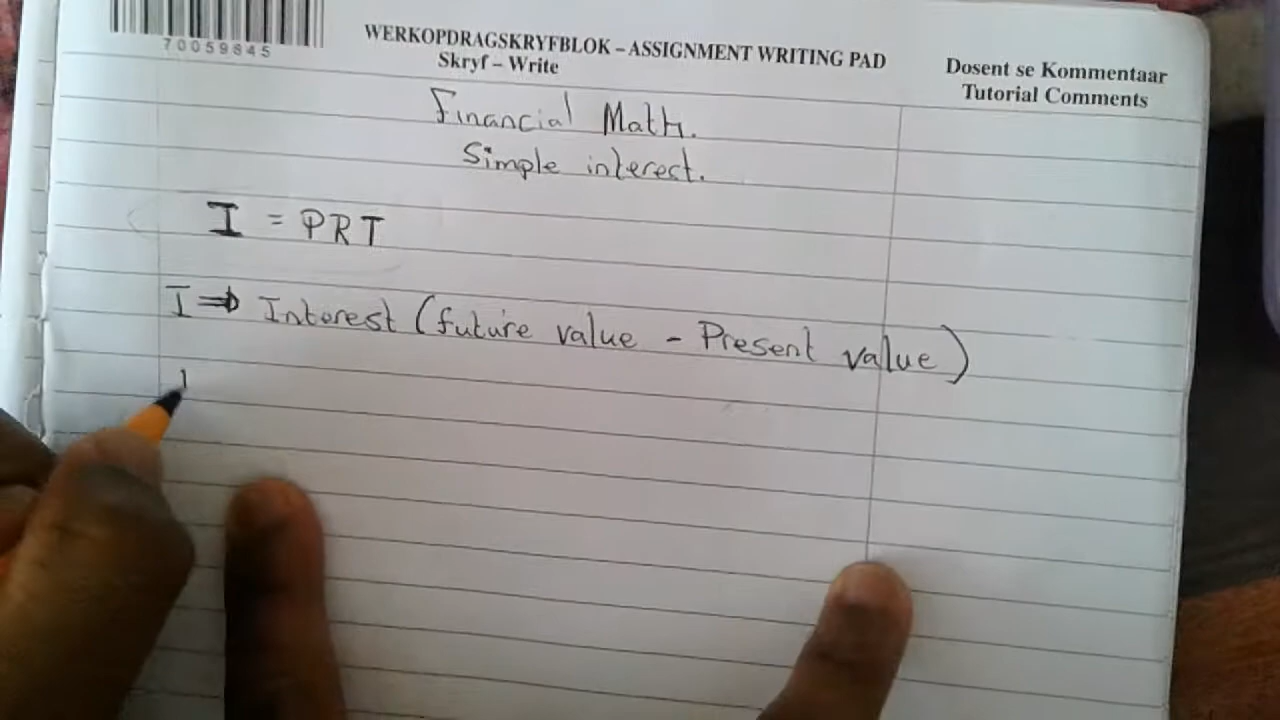 70059845
WERKOPDRAGSKRYFBLOK – ASSIGNMENT WRITING PAD
Skryf – Write
Dosent se Kommentaar
Tutorial Comments
Financial Math.
Simple interest.
I = PRT
I ⇒ Interest (future value - Present value)